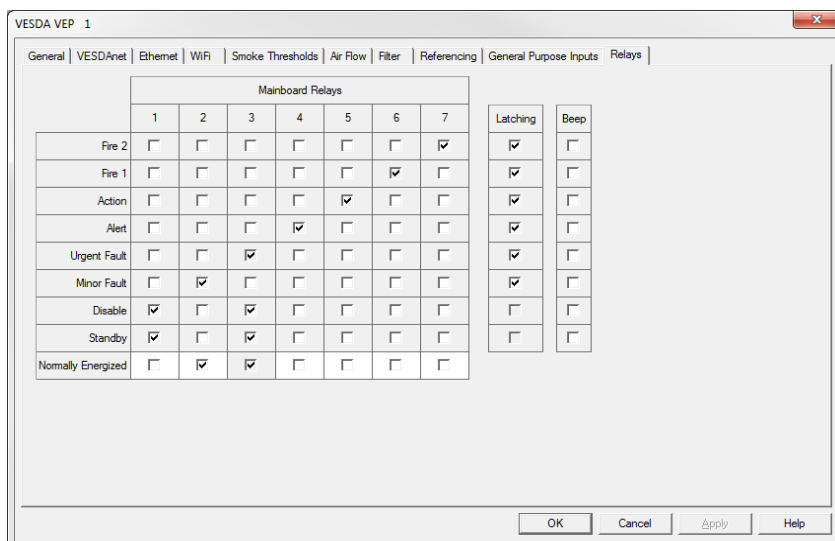 VESDA VEP 1
General VESDAnet Ethernet WiFi Smoke Thresholds Air Flow Filter Referencing General Purpose Inputs Relays
Mainboard Relays
1 2 3 4 5 6 7 Latching Beep
Fire 2
Fire 1
Action
Alert
Urgent Fault
Minor Fault
Disable
Standby
Normally Energized
OK Cancel Apply Help